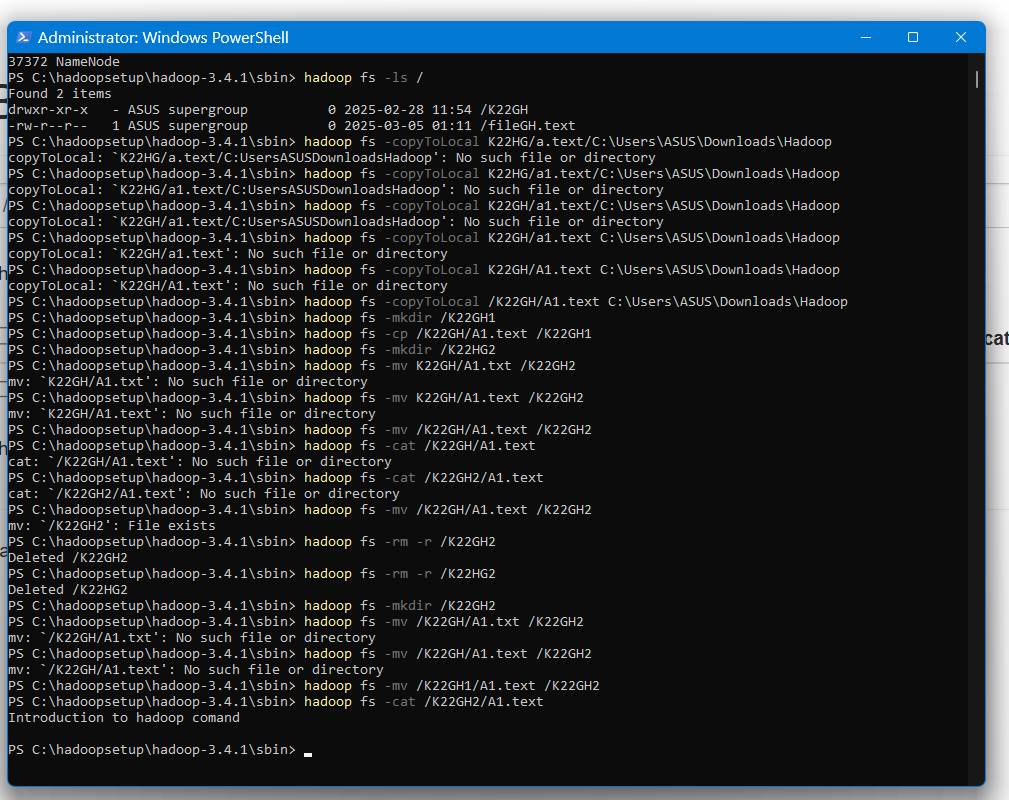 Administrator: Windows PowerShell
37372 NameNode
PS C:\hadoopsetup\hadoop-3.4.1\sbin> hadoop fs -ls /
Found 2 items
drwxr-xr-x   - ASUS supergroup          0 2025-02-28 11:54 /K22GH
-rw-r--r--   1 ASUS supergroup          0 2025-03-05 01:11 /fileGH.text
PS C:\hadoopsetup\hadoop-3.4.1\sbin> hadoop fs -copyToLocal K22HG/a.text/C:\Users\ASUS\Downloads\Hadoop
copyToLocal: `K22HG/a.text/C:UsersASUSDownloadsHadoop': No such file or directory
PS C:\hadoopsetup\hadoop-3.4.1\sbin> hadoop fs -copyToLocal K22HG/a1.text/C:\Users\ASUS\Downloads\Hadoop
copyToLocal: `K22HG/a1.text/C:UsersASUSDownloadsHadoop': No such file or directory
PS C:\hadoopsetup\hadoop-3.4.1\sbin> hadoop fs -copyToLocal K22GH/a1.text/C:\Users\ASUS\Downloads\Hadoop
copyToLocal: `K22GH/a1.text/C:UsersASUSDownloadsHadoop': No such file or directory
PS C:\hadoopsetup\hadoop-3.4.1\sbin> hadoop fs -copyToLocal K22GH/a1.text C:\Users\ASUS\Downloads\Hadoop
copyToLocal: `K22GH/a1.text': No such file or directory
PS C:\hadoopsetup\hadoop-3.4.1\sbin> hadoop fs -copyToLocal K22GH/A1.text C:\Users\ASUS\Downloads\Hadoop
copyToLocal: `K22GH/A1.text': No such file or directory
PS C:\hadoopsetup\hadoop-3.4.1\sbin> hadoop fs -copyToLocal /K22GH/A1.text C:\Users\ASUS\Downloads\Hadoop
PS C:\hadoopsetup\hadoop-3.4.1\sbin> hadoop fs -mkdir /K22GH1
PS C:\hadoopsetup\hadoop-3.4.1\sbin> hadoop fs -cp /K22GH/A1.text /K22GH1
PS C:\hadoopsetup\hadoop-3.4.1\sbin> hadoop fs -mkdir /K22HG2
PS C:\hadoopsetup\hadoop-3.4.1\sbin> hadoop fs -mv K22GH/A1.txt /K22GH2
mv: `K22GH/A1.txt': No such file or directory
PS C:\hadoopsetup\hadoop-3.4.1\sbin> hadoop fs -mv K22GH/A1.text /K22GH2
mv: `K22GH/A1.text': No such file or directory
PS C:\hadoopsetup\hadoop-3.4.1\sbin> hadoop fs -mv /K22GH/A1.text /K22GH2
PS C:\hadoopsetup\hadoop-3.4.1\sbin> hadoop fs -cat /K22GH/A1.text
cat: `/K22GH/A1.text': No such file or directory
PS C:\hadoopsetup\hadoop-3.4.1\sbin> hadoop fs -cat /K22GH2/A1.text
cat: `/K22GH2/A1.text': No such file or directory
PS C:\hadoopsetup\hadoop-3.4.1\sbin> hadoop fs -mv /K22GH/A1.text /K22GH2
mv: `/K22GH2': File exists
PS C:\hadoopsetup\hadoop-3.4.1\sbin> hadoop fs -rm -r /K22GH2
Deleted /K22GH2
PS C:\hadoopsetup\hadoop-3.4.1\sbin> hadoop fs -rm -r /K22HG2
Deleted /K22HG2
PS C:\hadoopsetup\hadoop-3.4.1\sbin> hadoop fs -mkdir /K22GH2
PS C:\hadoopsetup\hadoop-3.4.1\sbin> hadoop fs -mv /K22GH/A1.txt /K22GH2
mv: `/K22GH/A1.txt': No such file or directory
PS C:\hadoopsetup\hadoop-3.4.1\sbin> hadoop fs -mv /K22GH/A1.text /K22GH2
mv: `/K22GH/A1.text': No such file or directory
PS C:\hadoopsetup\hadoop-3.4.1\sbin> hadoop fs -mv /K22GH1/A1.text /K22GH2
PS C:\hadoopsetup\hadoop-3.4.1\sbin> hadoop fs -cat /K22GH2/A1.text
Introduction to hadoop comand
PS C:\hadoopsetup\hadoop-3.4.1\sbin>
cat